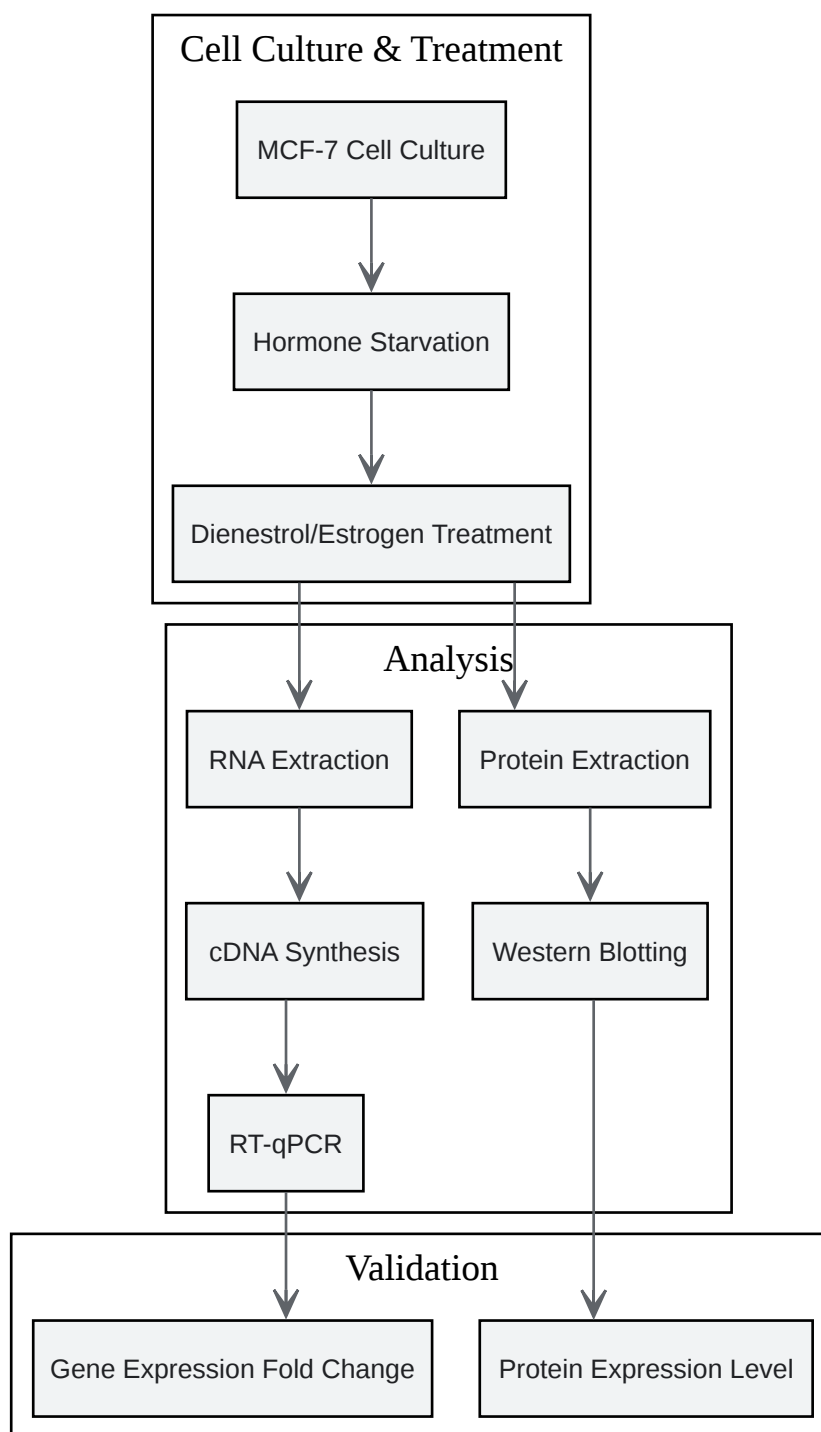 Cell Culture & Treatment
MCF-7 Cell Culture
Hormone Starvation
Dienestrol/Estrogen Treatment
Analysis
RNA Extraction
Protein Extraction
cDNA Synthesis
Western Blotting
RT-qPCR
Validation
Gene Expression Fold Change
Protein Expression Level